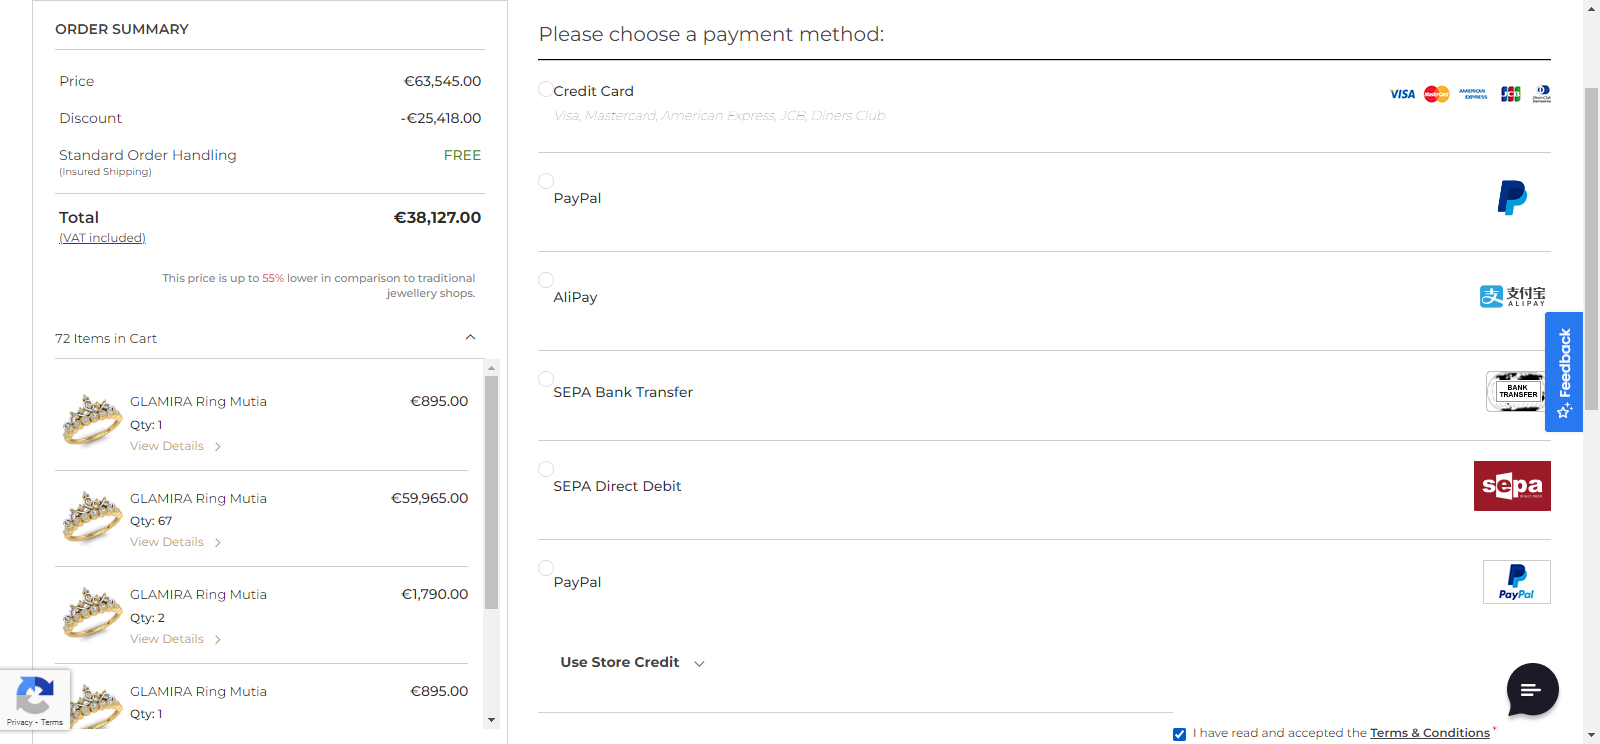 ORDER SUMMARY
Price €63,545.00
Discount -€25,418.00
Standard Order Handling FREE
(Insured Shipping)
Total €38,127.00
(VAT included)
This price is up to 55% lower in comparison to traditional
jewellery shops.
72 Items in Cart
GLAMIRA Ring Mutia €895.00
Qty: 1
View Details
GLAMIRA Ring Mutia €59,965.00
Qty: 67
View Details
GLAMIRA Ring Mutia €1,790.00
Qty: 2
View Details
GLAMIRA Ring Mutia €895.00
Qty: 1
Privacy - Terms
Please choose a payment method:
Credit Card
VISA MasterCard AMERICAN EXPRESS JCB
Visa, Mastercard, American Express, JCB, Diners Club
PayPal
AliPay
支付宝
ALIPAY
SEPA Bank Transfer
BANK
TRANSFER
SEPA Direct Debit
sepa
direct debit
PayPal
PayPal
Use Store Credit
I have read and accepted the Terms & Conditions *
Feedback